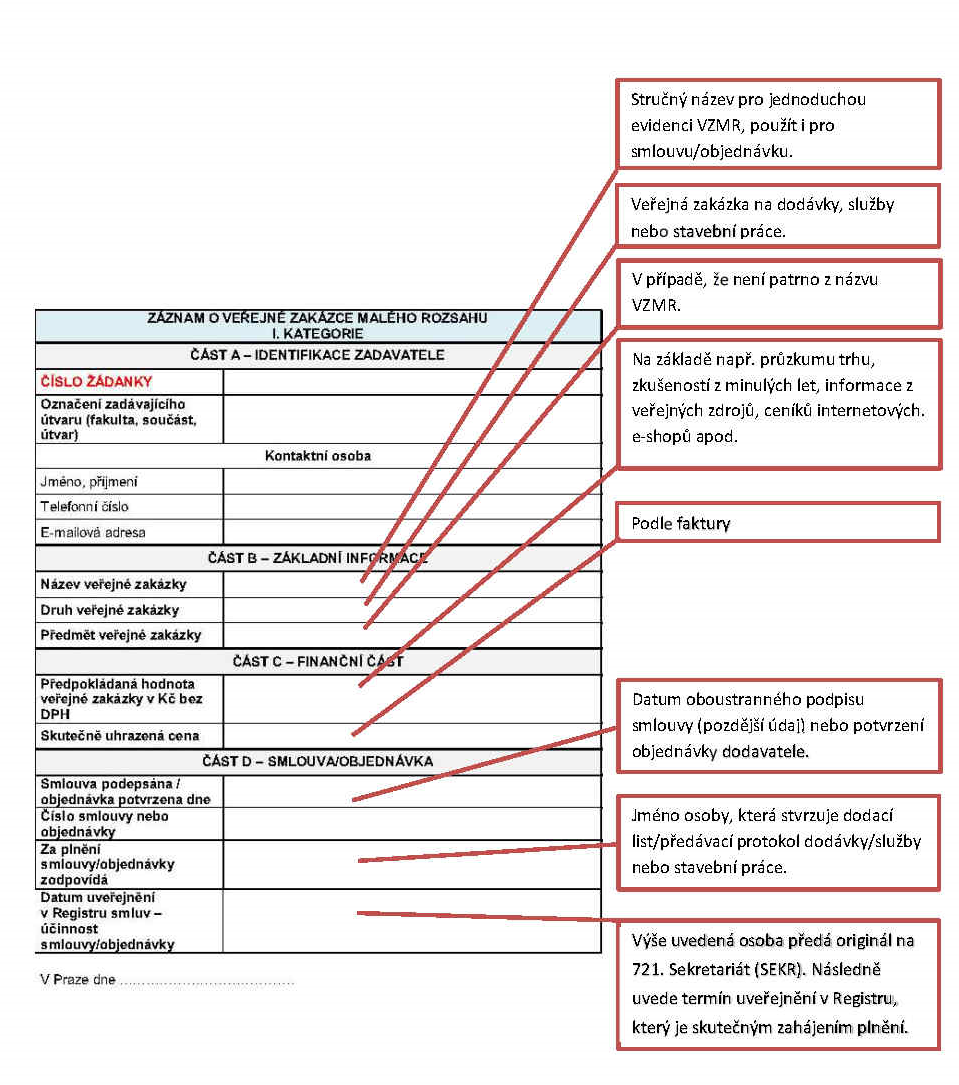 Stručný název pro jednoduchou
evidenci VZMR, použít i pro
smlouvu/objednávku.
Veřejná zakázka na dodávky, služby
nebo stavební práce.
V případě, že není patrno z názvu
VZMR.
Na základě např. průzkumu trhu,
zkušeností z minulých let, informace z
veřejných zdrojů, ceníků internetových.
e-shopů apod.
Podle faktury
Datum oboustranného podpisu
smlouvy (pozdější údaj) nebo potvrzení
objednávky dodavatele.
Jméno osoby, která stvrzuje dodací
list/předávací protokol dodávky/služby
nebo stavební práce.
Výše uvedená osoba předá originál na
721. Sekretariát (SEKR). Následně
uvede termín uveřejnění v Registru,
který je skutečným zahájením plnění.
ZÁZNAM O VEŘEJNÉ ZAKÁZCE MALÉHO ROZSAHU
I. KATEGORIE
ČÁST A – IDENTIFIKACE ZADAVATELE
ČÍSLO ŽÁDANKY
Označení zadávajícího
útvaru (fakulta, součást,
útvar)
Kontaktní osoba
Jméno, příjmení
Telefonní číslo
E-mailová adresa
ČÁST B – ZÁKLADNÍ INFORMACE
Název veřejné zakázky
Druh veřejné zakázky
Předmět veřejné zakázky
ČÁST C – FINANČNÍ ČÁST
Předpokládaná hodnota
veřejné zakázky v Kč bez
DPH
Skutečně uhrazená cena
ČÁST D – SMLOUVA/OBJEDNÁVKA
Smlouva podepsána /
objednávka potvrzena dne
Číslo smlouvy nebo
objednávky
Za plnění
smlouvy/objednávky
zodpovídá
Datum uveřejnění
v Registru smluv –
účinnost
smlouvy/objednávky
V Praze dne ……………………………………